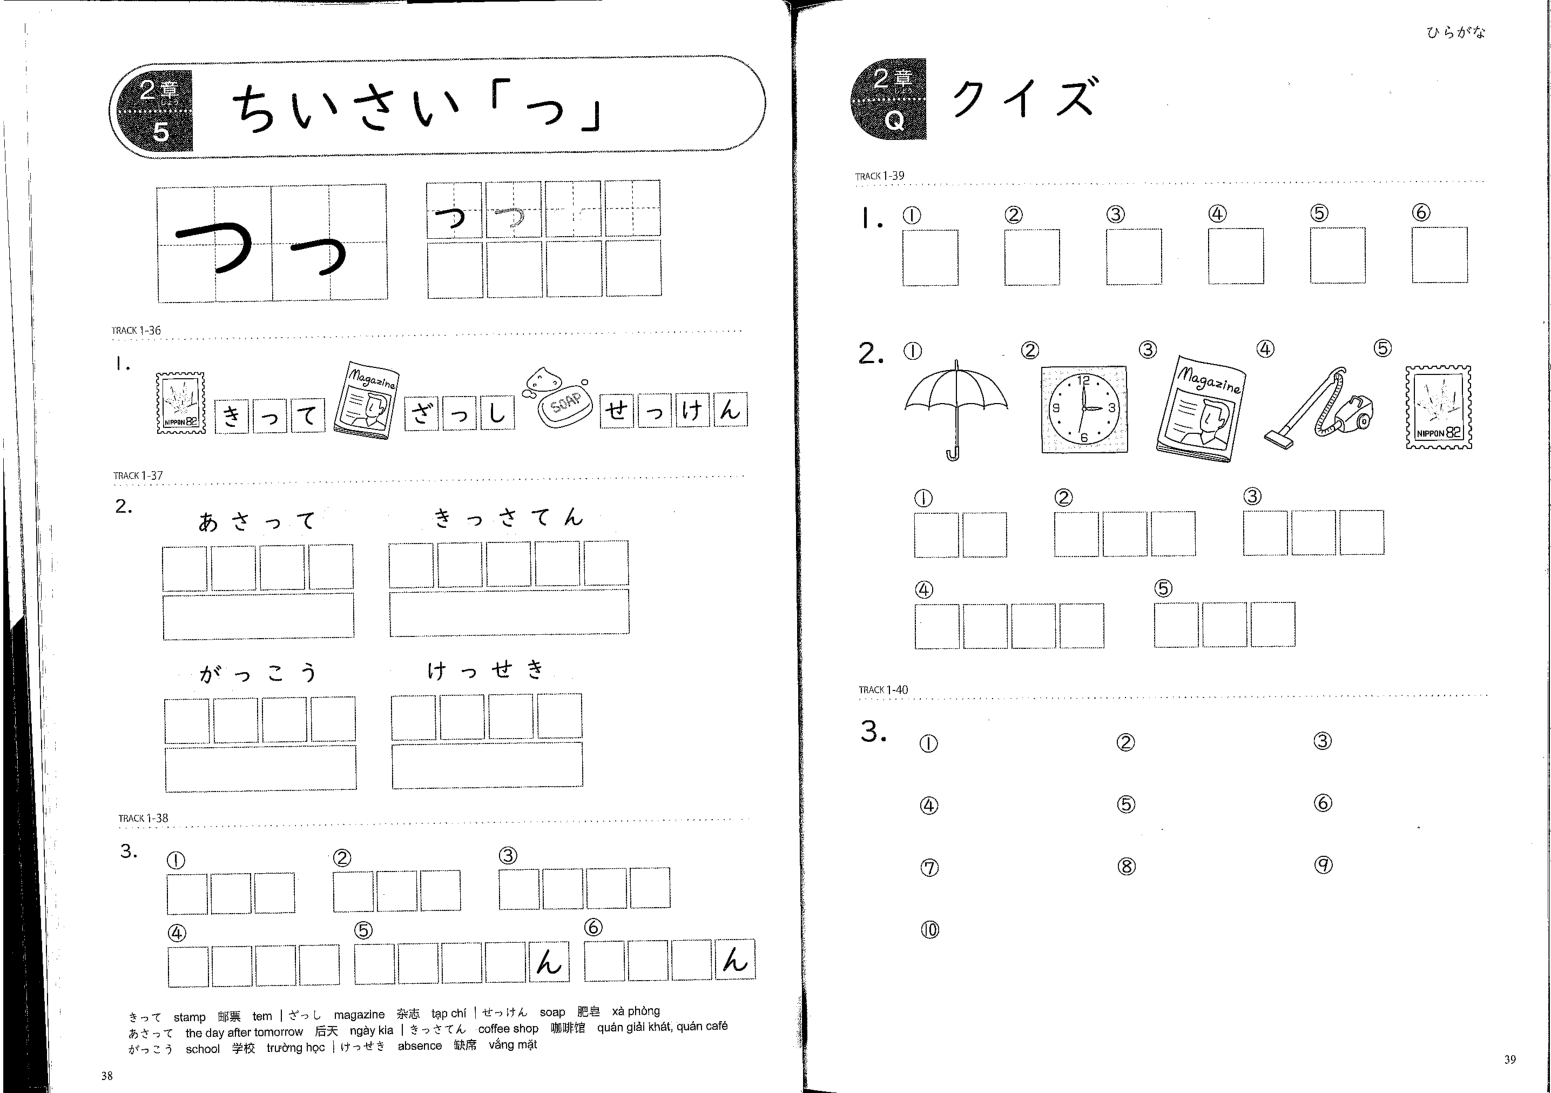 2章
5
ちいさい「っ」
つ っ
っ っ
TRACK 1-36
1.
NIPPON 82
きって
Magazine
ざっし
SOAP
せっけん
TRACK 1-37
2.
あさって
きっさてん
がっこう
けっせき
TRACK 1-38
3.
① ② ③
④ ⑤ ん ⑥ ん
きって stamp 邮票 tem | ざっし magazine 杂志 tạp chí | せっけん soap 肥皂 xà phòng
あさって the day after tomorrow 后天 ngày kia | きっさてん coffee shop 咖啡馆 quán giải khát, quán café
がっこう school 学校 trường học | けっせき absence 缺席 vắng mặt
38
ひらがな
2章
Q
クイズ
TRACK 1-39
1. ① ② ③ ④ ⑤ ⑥
2. ① ② ③ ④ ⑤
12
3
6
9
Magazine
NIPPON 82
① ② ③
④ ⑤
TRACK 1-40
3. ① ② ③
④ ⑤ ⑥
⑦ ⑧ ⑨
⑩
39